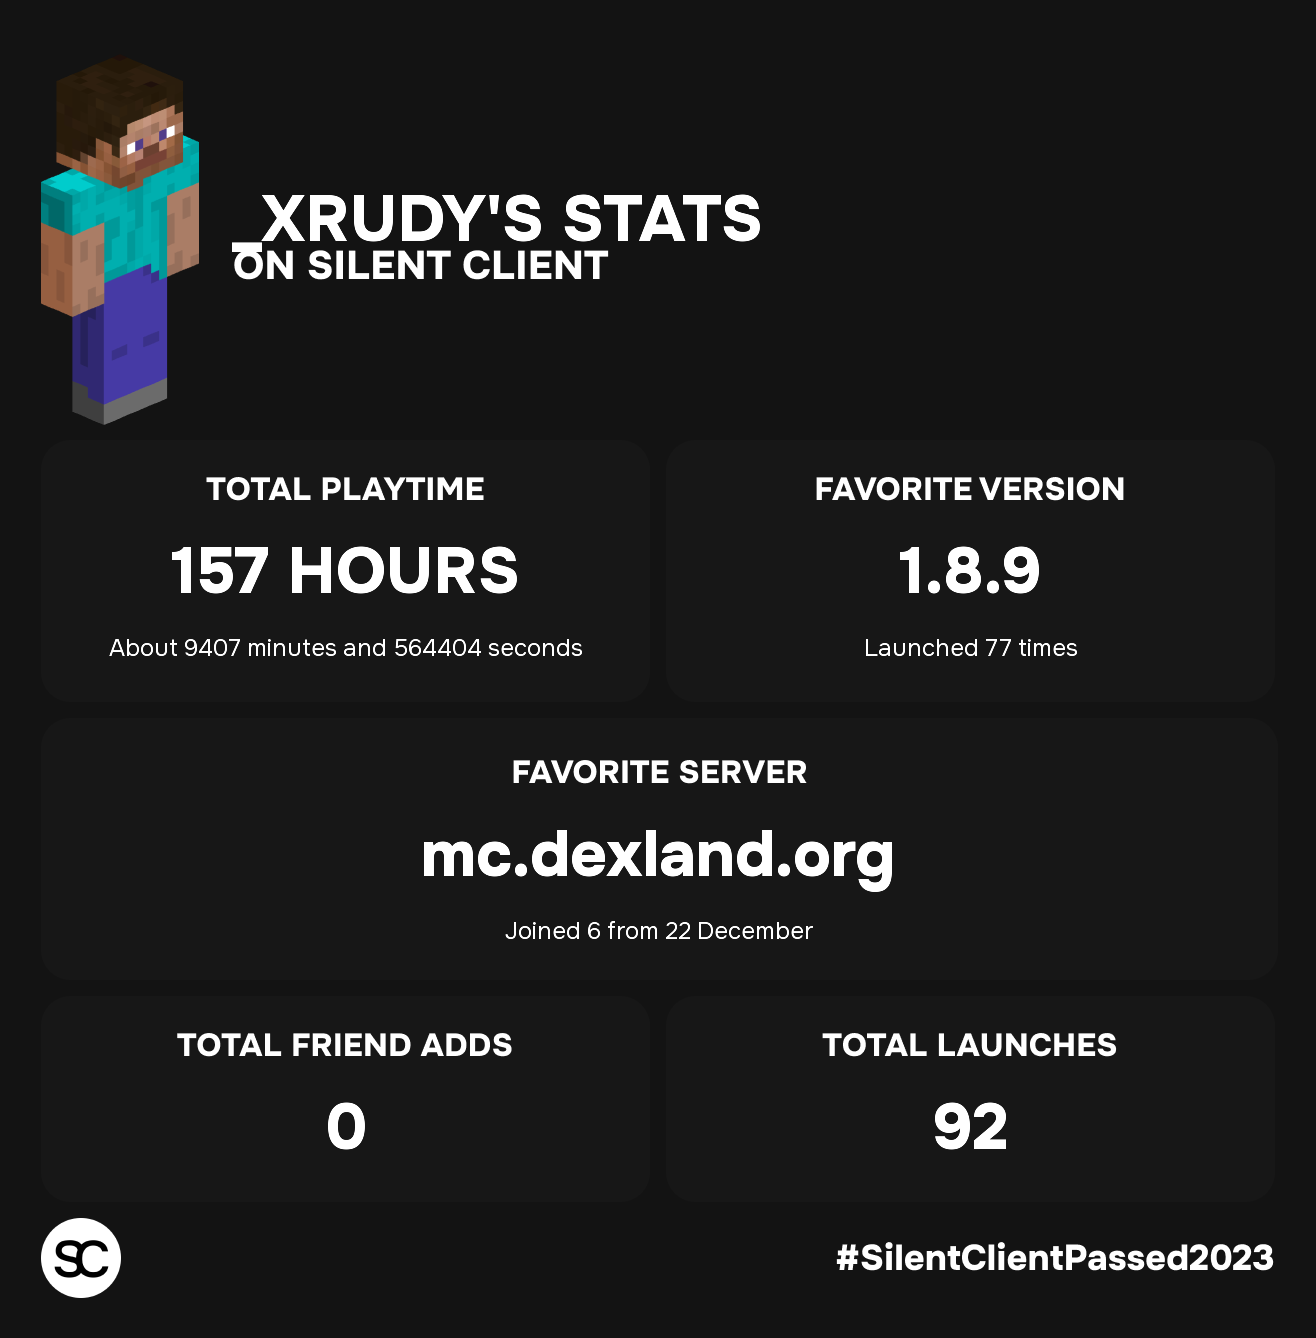 _XRUDY'S STATS
ON SILENT CLIENT
TOTAL PLAYTIME
157 HOURS
About 9407 minutes and 564404 seconds
FAVORITE VERSION
1.8.9
Launched 77 times
FAVORITE SERVER
mc.dexland.org
Joined 6 from 22 December
TOTAL FRIEND ADDS
0
TOTAL LAUNCHES
92
SC
#SilentClientPassed2023